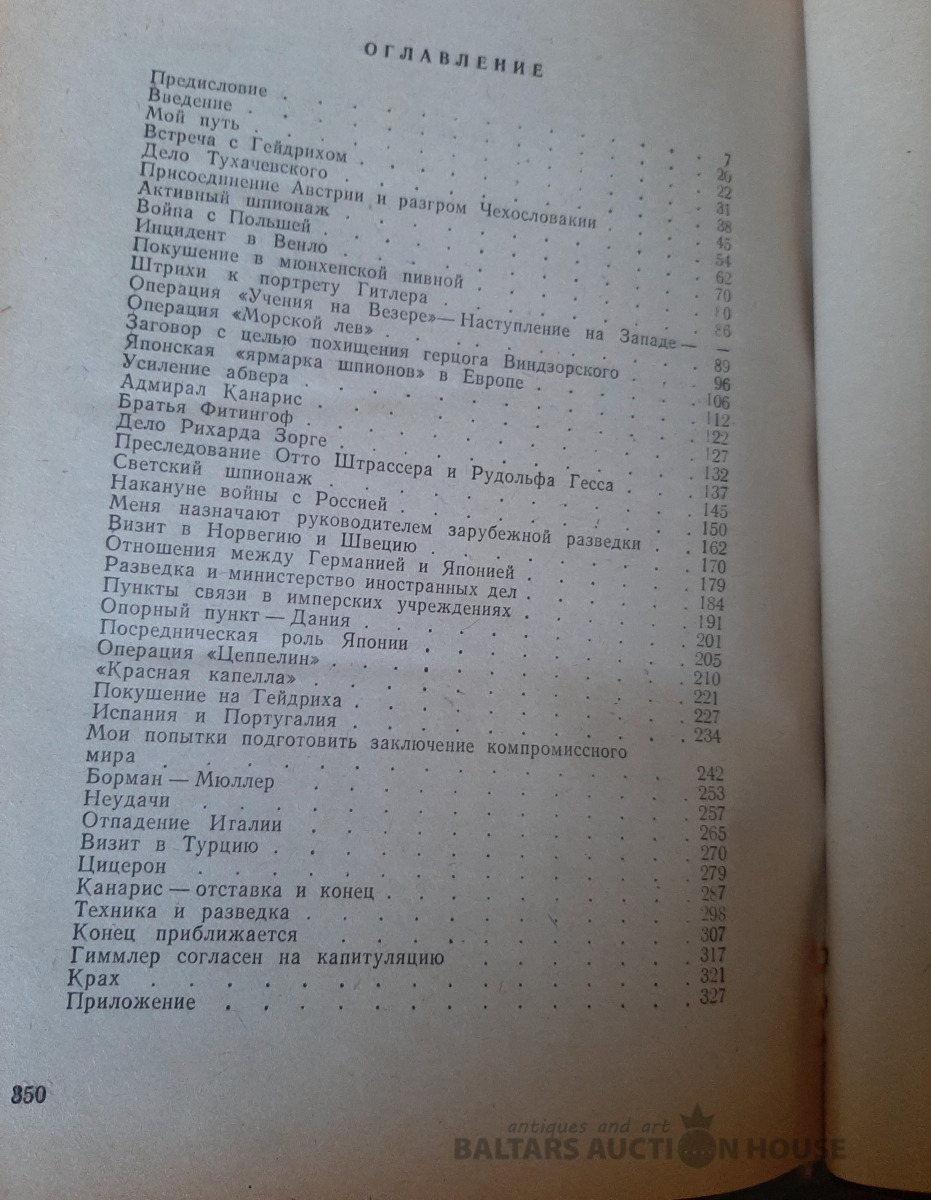 ОГЛАВЛЕНИЕ
Предисловие . . . . . . . . . . 7
Введение . . . . . . . . . . 20
Мой путь . . . . . . . . . . 22
Встреча с Гейдрихом . . . . . . . . 31
Дело Тухачевского . . . . . . . . 38
Присоединение Австрии и разгром Чехословакии . . . 45
Активный шпионаж . . . . . . . . 54
Война с Польшей . . . . . . . . 62
Инцидент в Венло . . . . . . . . 70
Покушение в мюнхенской пивной . . . . . .
Штрихи к портрету Гитлера . . . . . . 86
Операция «Учения на Везере» — Наступление на Западе — —
Операция «Морской лев» . . . . . . . 89
Заговор с целью похищения герцога Виндзорского . . . 96
Японская «ярмарка шпионов» в Европе . . . . . 106
Усиление абвера . . . . . . . . 112
Адмирал Канарис . . . . . . . . 122
Братья Фитингоф . . . . . . . . 127
Дело Рихарда Зорге . . . . . . . . 132
Преследование Отто Штрассера и Рудольфа Гесса . . . 137
Светский шпионаж . . . . . . . . 145
Накануне войны с Россией . . . . . . . 150
Меня назначают руководителем зарубежной разведки . . 162
Визит в Норвегию и Швецию . . . . . . 170
Отношения между Германией и Японией . . . . . 179
Разведка и министерство иностранных дел . . . . . 184
Пункты связи в имперских учреждениях . . . . . 191
Опорный пункт — Дания . . . . . . . 201
Посредническая роль Японии . . . . . . . 205
Операция «Цеппелин» . . . . . . . . 210
«Красная капелла» . . . . . . . . 221
Покушение на Гейдриха . . . . . . . . 227
Испания и Португалия . . . . . . . . 234
Мои попытки подготовить заключение компромиссного
мира . . . . . . . . . . 242
Борман — Мюллер . . . . . . . . 253
Неудачи . . . . . . . . . . 257
Отпадение Италии . . . . . . . . 265
Визит в Турцию . . . . . . . . 270
Цицерон . . . . . . . . . . 279
Канарис — отставка и конец . . . . . . . 287
Техника и разведка . . . . . . . . 298
Конец приближается . . . . . . . . 307
Гиммлер согласен на капитуляцию . . . . . . 317
Крах . . . . . . . . . . . 321
Приложение . . . . . . . . . . 327
350
antiques and art
BALTARS AUCTION HOUSE